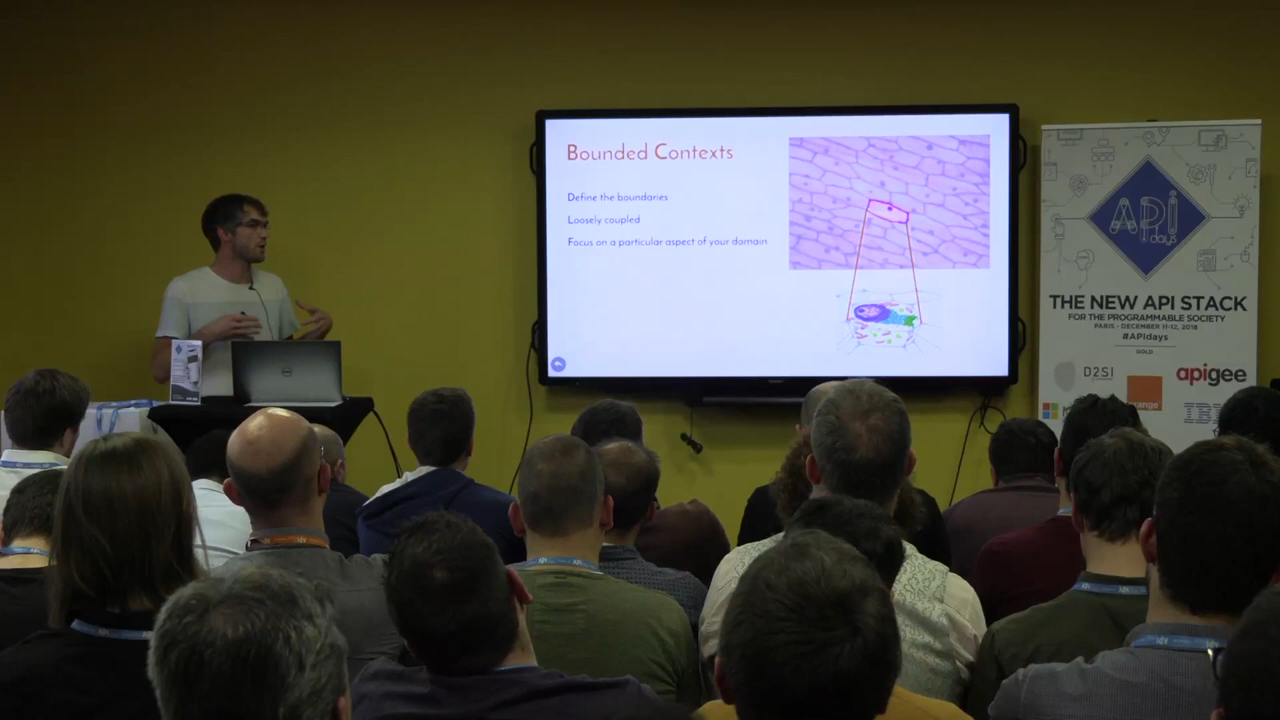 Bounded Contexts
Define the boundaries
Loosely coupled
Focus on a particular aspect of your domain
API
days
THE NEW API STACK
FOR THE PROGRAMMABLE SOCIETY
PARIS - DECEMBER 11-12, 2018
#APIdays
GOLD
D2SI
apigee
IBM
DELL